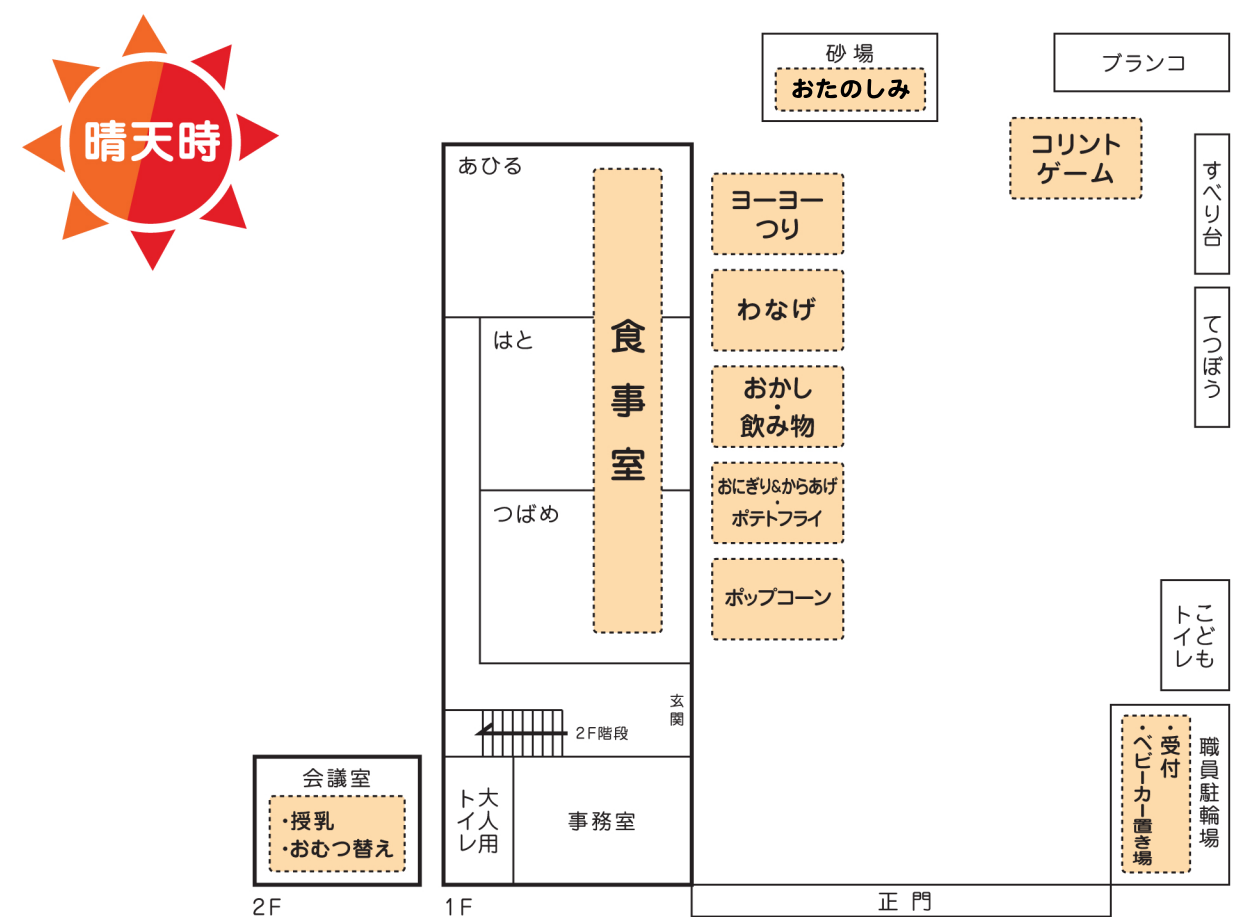 晴天時
砂場
おたのしみ
ブランコ
コリント
ゲーム
すべり台
てつぼう
あひる
はと
つばめ
食事室
ヨーヨー
つり
わなげ
おかし
・
飲み物
おにぎり&からあげ
・
ポテトフライ
ポップコーン
こども
トイレ
玄関
2F階段
会議室
・授乳
・おむつ替え
大人用
トイレ
事務室
職員駐輪場
・受付
・ベビーカー置き場
2F
1F
正門